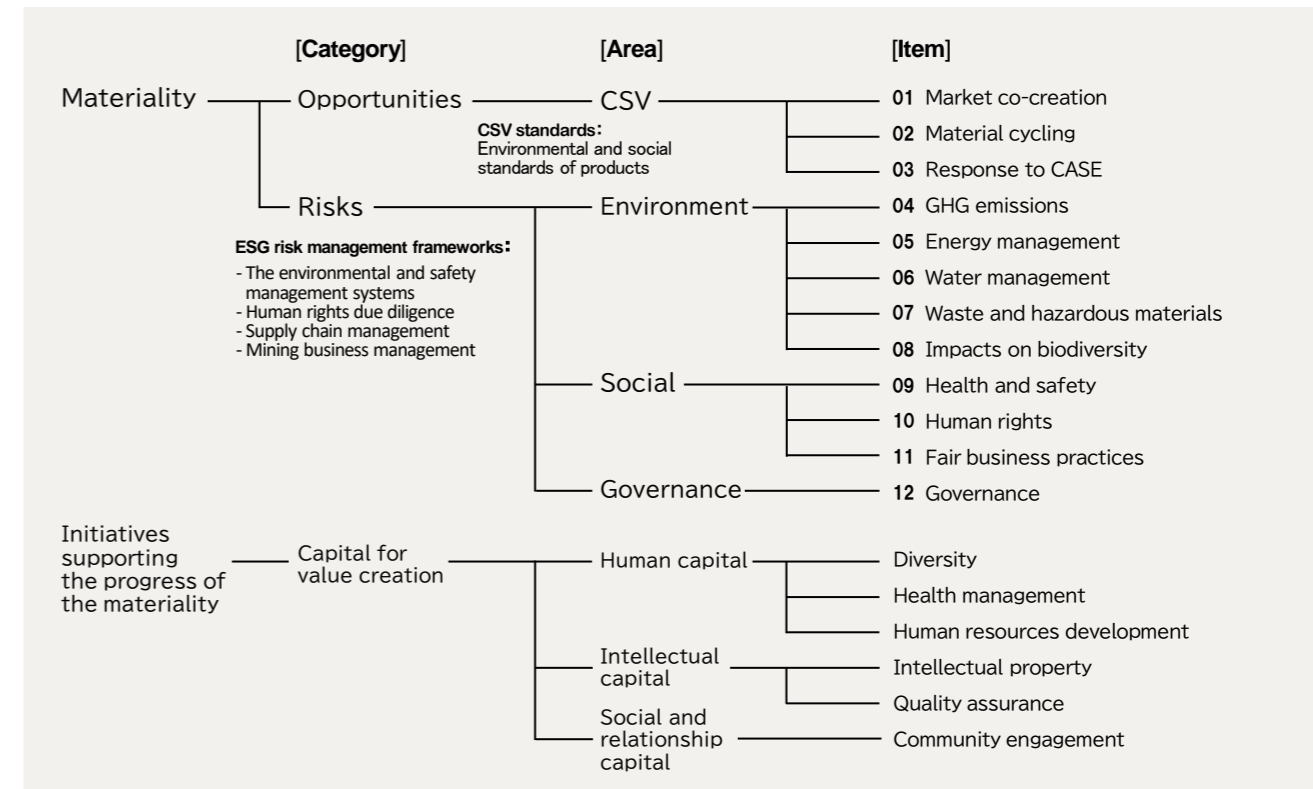 [Category] [Area] [Item]
Materiality Opportunities CSV 01 Market co-creation
CSV standards:
Environmental and social
standards of products
02 Material cycling
03 Response to CASE
Risks Environment 04 GHG emissions
ESG risk management frameworks:
- The environmental and safety
management systems
- Human rights due diligence
- Supply chain management
- Mining business management
05 Energy management
06 Water management
07 Waste and hazardous materials
08 Impacts on biodiversity
Social 09 Health and safety
10 Human rights
11 Fair business practices
Governance 12 Governance
Initiatives
supporting
the progress of
the materiality
Capital for
value creation
Human capital Diversity
Health management
Human resources development
Intellectual
capital
Intellectual property
Quality assurance
Social and
relationship
capital
Community engagement